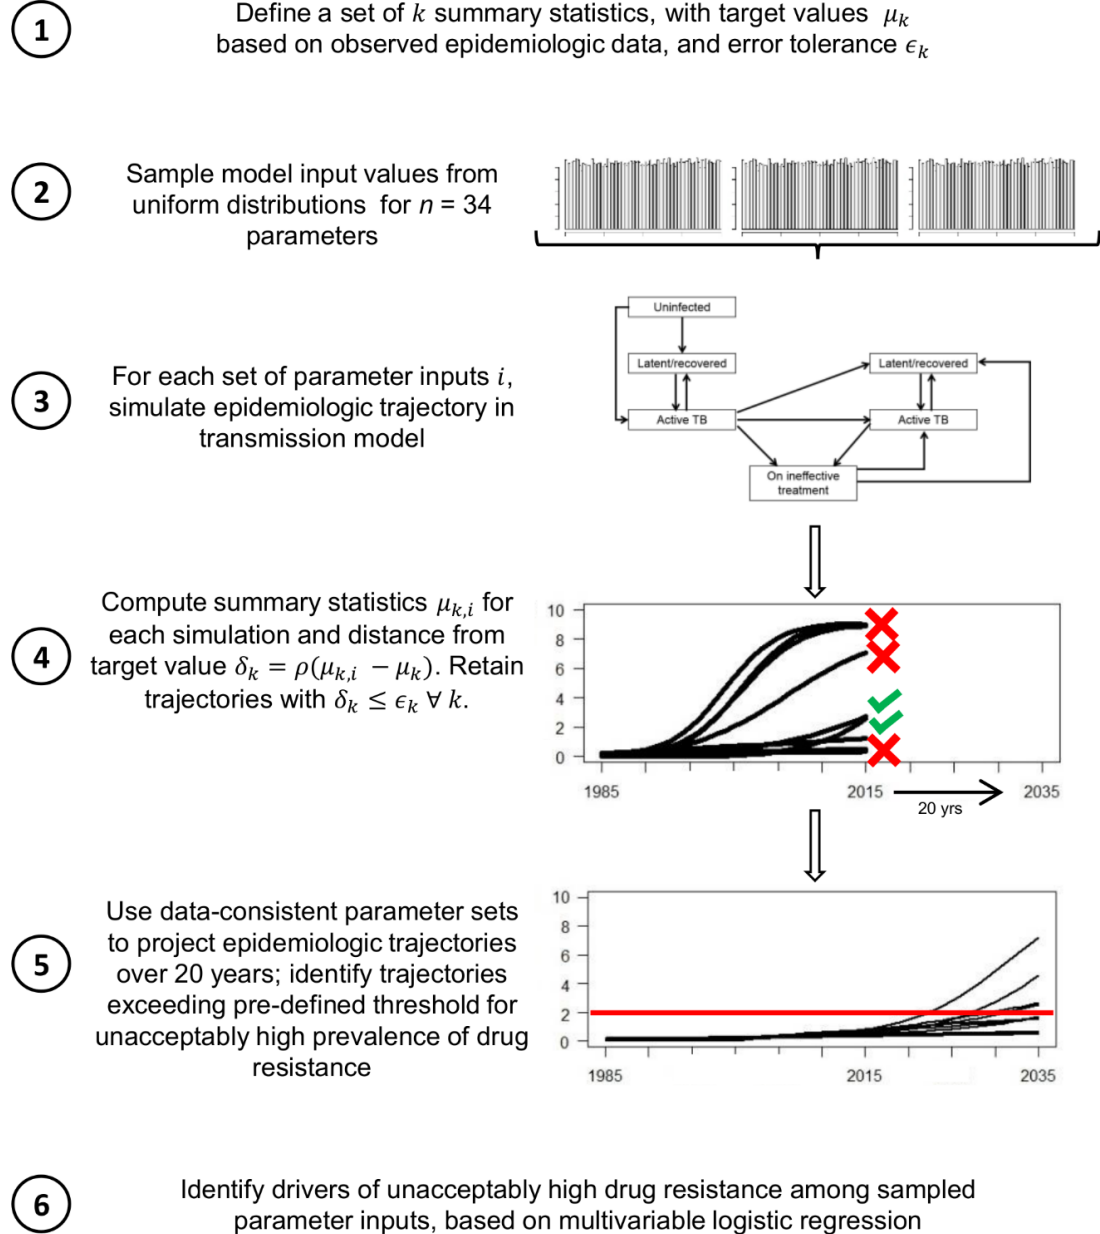 1
Define a set of k summary statistics, with target values μk
based on observed epidemiologic data, and error tolerance ϵk
2
Sample model input values from
uniform distributions for n = 34
parameters
3
For each set of parameter inputs i,
simulate epidemiologic trajectory in
transmission model
Uninfected
Latent/recovered
Latent/recovered
Active TB
Active TB
On ineffective
treatment
4
Compute summary statistics μk,i for
each simulation and distance from
target value δk = ρ(μk,i − μk). Retain
trajectories with δk ≤ ϵk ∀ k.
10
8
6
4
2
0
1985
2015
2035
20 yrs
5
Use data-consistent parameter sets
to project epidemiologic trajectories
over 20 years; identify trajectories
exceeding pre-defined threshold for
unacceptably high prevalence of drug
resistance
10
8
6
4
2
0
1985
2015
2035
6
Identify drivers of unacceptably high drug resistance among sampled
parameter inputs, based on multivariable logistic regression